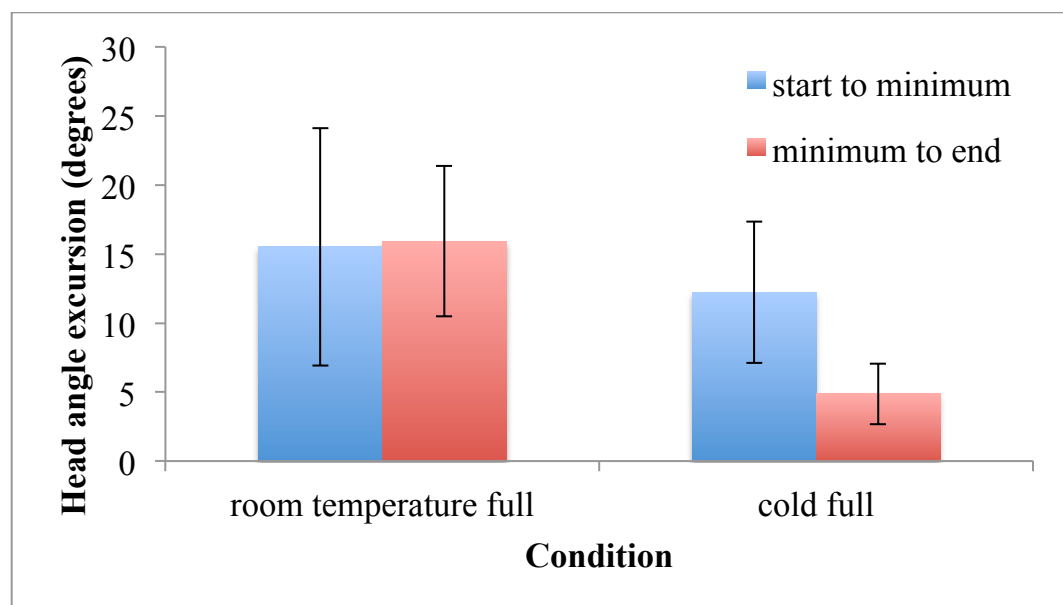 Head angle excursion (degrees)
30
25
20
15
10
5
0
start to minimum
minimum to end
room temperature full
cold full
Condition